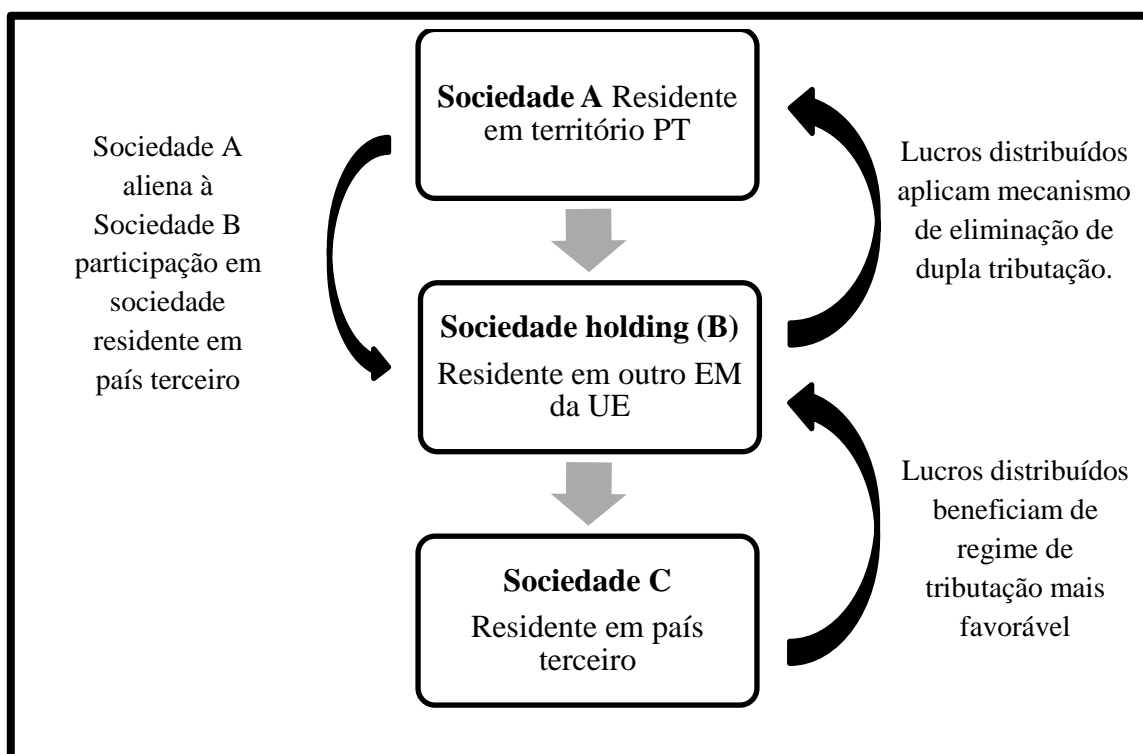 Sociedade A Residente
em território PT
Sociedade A
aliena à
Sociedade B
participação em
sociedade
residente em
país terceiro
Lucros distribuídos
aplicam mecanismo
de eliminação de
dupla tributação.
Sociedade holding (B)
Residente em outro EM
da UE
Lucros distribuídos
beneficiam de
regime de
tributação mais
favorável
Sociedade C
Residente em país
terceiro